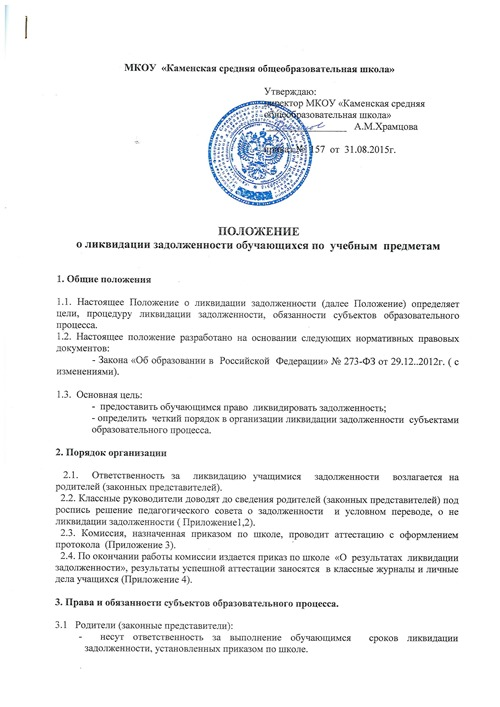 МКОУ «Каменская средняя общеобразовательная школа»
Утверждаю:
директор МКОУ «Каменская средняя
общеобразовательная школа»
А.М.Храмцова
приказ № 157 от 31.08.2015г.
ПОЛОЖЕНИЕ
о ликвидации задолженности обучающихся по учебным предметам
1. Общие положения
1.1. Настоящее Положение о ликвидации задолженности (далее Положение) определяет
цели, процедуру ликвидации задолженности, обязанности субъектов образовательного
процесса.
1.2. Настоящее положение разработано на основании следующих нормативных правовых
документов:
- Закона «Об образовании в Российской Федерации» № 273-ФЗ от 29.12..2012г. ( с
изменениями).
1.3. Основная цель:
- предоставить обучающимся право ликвидировать задолженность;
- определить четкий порядок в организации ликвидации задолженности субъектами
образовательного процесса.
2. Порядок организации
2.1. Ответственность за ликвидацию учащимися задолженности возлагается на
родителей (законных представителей).
2.2. Классные руководители доводят до сведения родителей (законных представителей) под
роспись решение педагогического совета о задолженности и условном переводе, о не
ликвидации задолженности ( Приложение1,2).
2.3. Комиссия, назначенная приказом по школе, проводит аттестацию с оформлением
протокола (Приложение 3).
2.4. По окончании работы комиссии издается приказ по школе «О результатах ликвидации
задолженности», результаты успешной аттестации заносятся в классные журналы и личные
дела учащихся (Приложение 4).
3. Права и обязанности субъектов образовательного процесса.
3.1 Родители (законные представители):
- несут ответственность за выполнение обучающимся сроков ликвидации
задолженности, установленных приказом по школе.